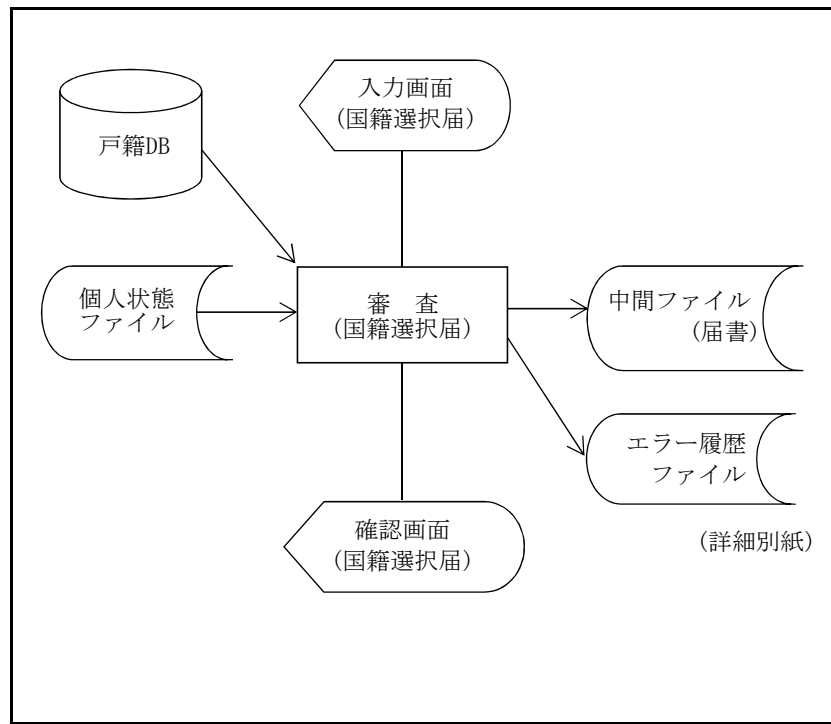 入力画面
(国籍選択届)
戸籍DB
個人状態
ファイル
審　査
(国籍選択届)
中間ファイル
(届書)
エラー履歴
ファイル
確認画面
(国籍選択届)
(詳細別紙)